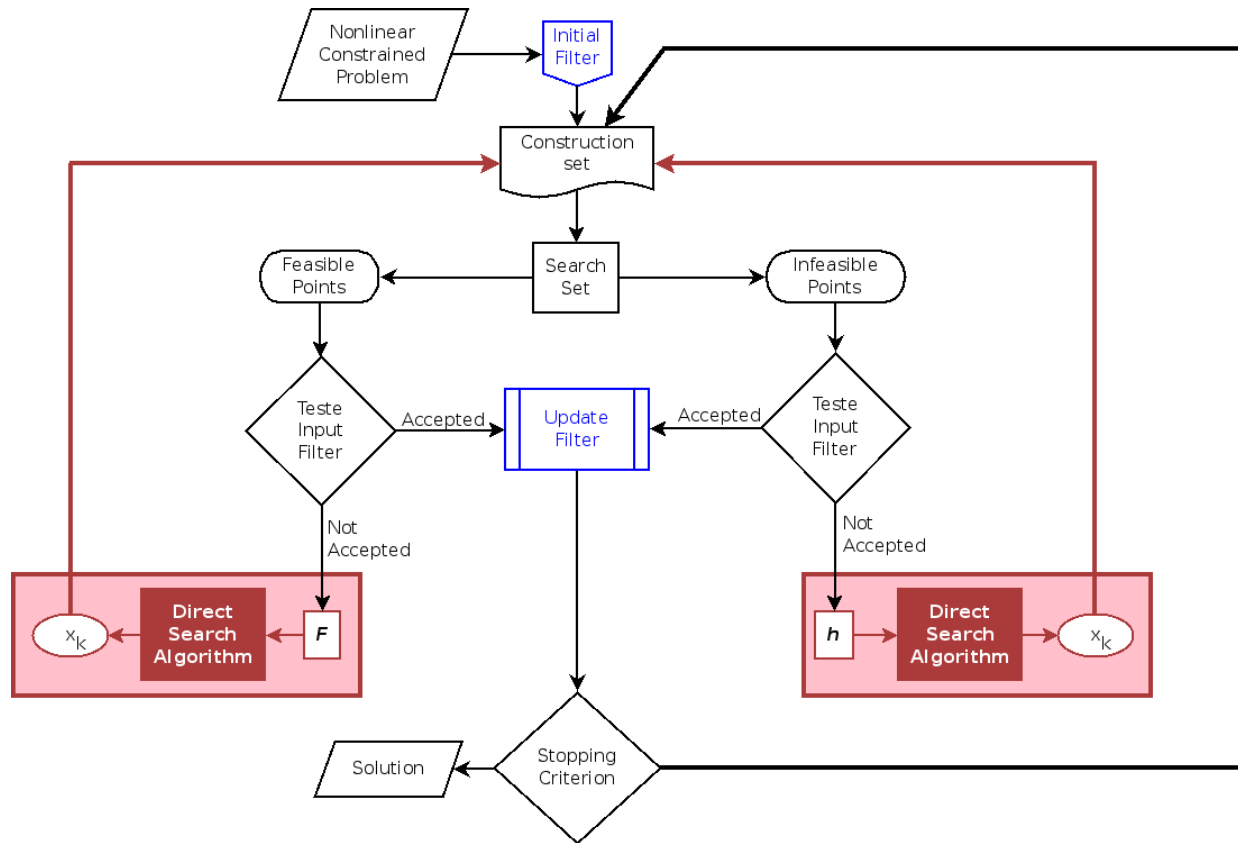 Nonlinear
Constrained
Problem
Initial
Filter
Construction
set
Feasible
Points
Search
Set
Infeasible
Points
Teste
Input
Filter
Accepted
Update
Filter
Accepted
Teste
Input
Filter
Not
Accepted
Not
Accepted
xk
Direct
Search
Algorithm
F
h
Direct
Search
Algorithm
xk
Solution
Stopping
Criterion